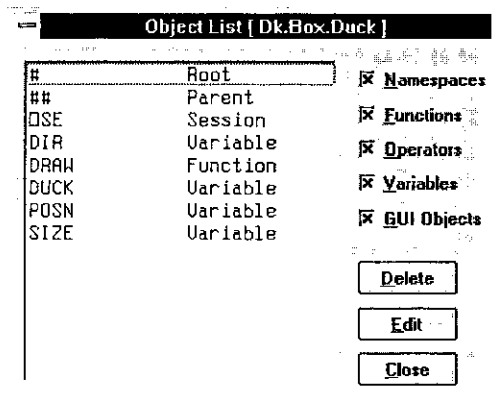 Object List [ Dk.Box.Duck ]
# Root
## Parent
⎕SE Session
DIR Variable
DRAW Function
DUCK Variable
POSN Variable
SIZE Variable
Namespaces
Functions
Operators
Variables
GUI Objects
Delete
Edit
Close